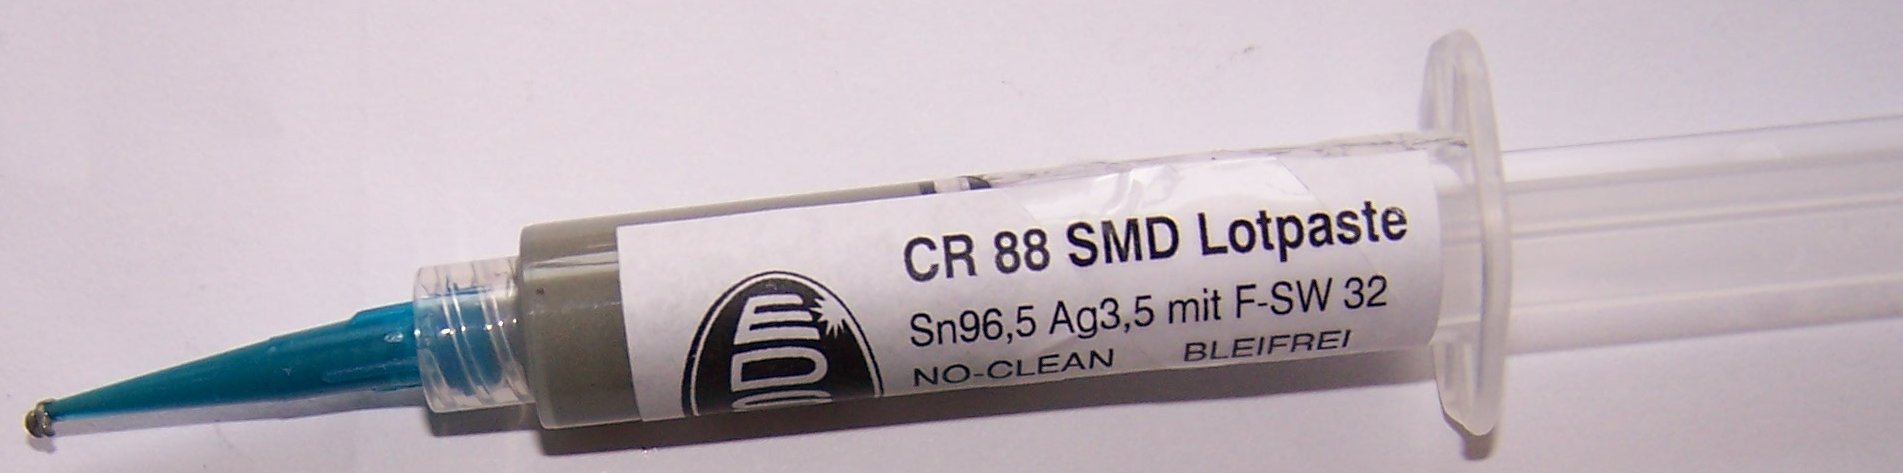 CR 88 SMD Lotpaste
Sn96,5 Ag3,5 mit F-SW 32
NO-CLEAN BLEIFREI